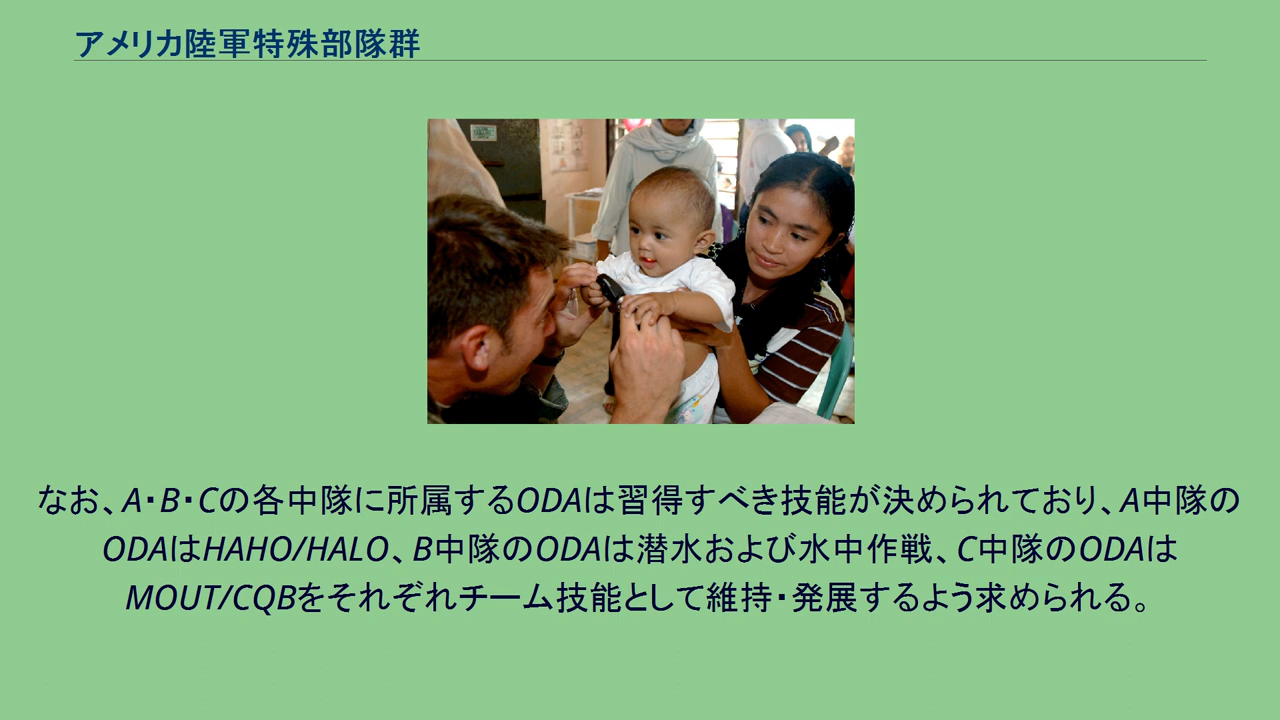 アメリカ陸軍特殊部隊群
なお、A・B・Cの各中隊に所属するODAは習得すべき技能が決められており、A中隊の
ODAはHAHO/HALO、B中隊のODAは潜水および水中作戦、C中隊のODAは
MOUT/CQBをそれぞれチーム技能として維持・発展するよう求められる。